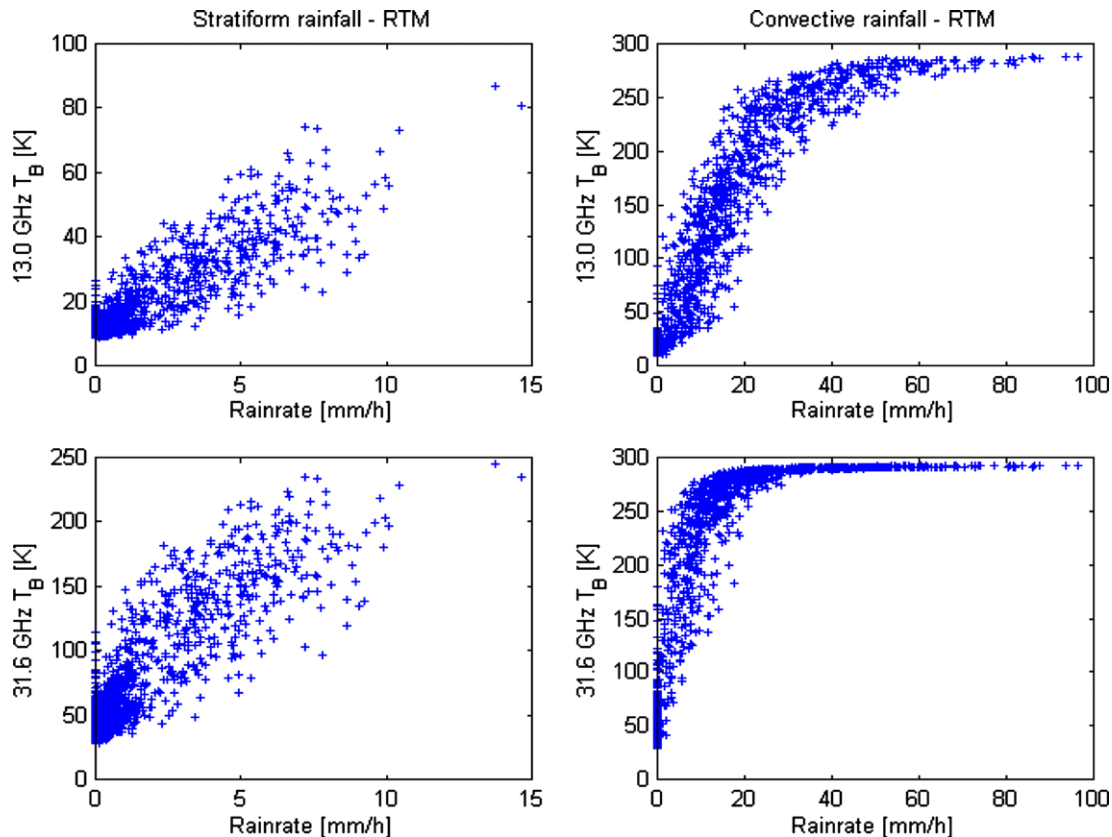 Stratiform rainfall - RTM
Convective rainfall - RTM
100
80
60
40
20
0
13.0 GHz T_B [K]
0 5 10 15
Rainrate [mm/h]
300
250
200
150
100
50
0
13.0 GHz T_B [K]
0 20 40 60 80 100
Rainrate [mm/h]
250
200
150
100
50
0
31.6 GHz T_B [K]
0 5 10 15
Rainrate [mm/h]
300
250
200
150
100
50
0
31.6 GHz T_B [K]
0 20 40 60 80 100
Rainrate [mm/h]